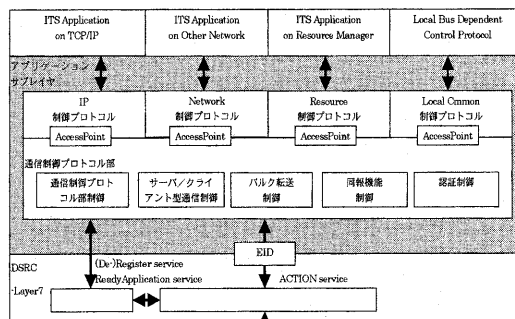 ITS Application
on TCP/IP
ITS Application
on Other Network
ITS Application
on Resource Manager
Local Bus Dependent
Control Protocol
アプリケーション
サブレイヤ
IP
制御プロトコル
Network
制御プロトコル
Resource
制御プロトコル
Local Cmmon
制御プロトコル
AccessPoint
AccessPoint
AccessPoint
AccessPoint
通信制御プロトコル部
通信制御プロト
コル部制御
サーバ／クライ
アント型通信制御
バルク転送
制御
同報機能
制御
認証制御
EID
(De-)Register service
ReadyApplication service
ACTION service
DSRC
-Layer7